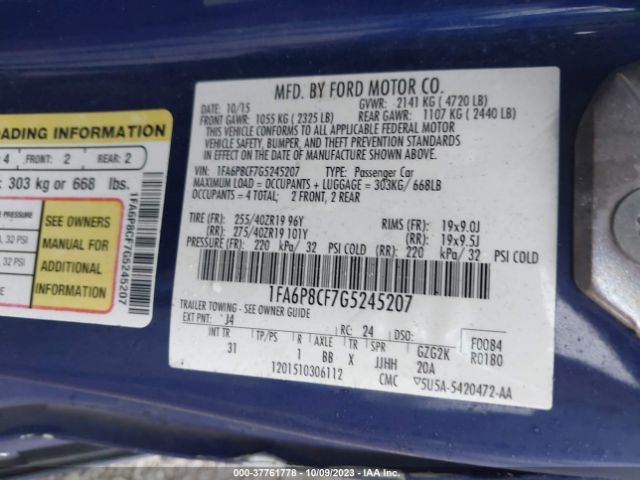 MFD. BY FORD MOTOR CO.
DATE: 10/15 GVWR: 2141 KG ( 4720 LB)
FRONT GAWR: 1055 KG ( 2325 LB) REAR GAWR: 1107 KG ( 2440 LB)
THIS VEHICLE CONFORMS TO ALL APPLICABLE FEDERAL MOTOR
VEHICLE SAFETY, BUMPER, AND THEFT PREVENTION STANDARDS
IN EFFECT ON THE DATE OF MANUFACTURE SHOWN ABOVE.
VIN: 1FA6P8CF7G5245207 TYPE: Passenger Car
MAXIMUM LOAD = OCCUPANTS + LUGGAGE = 303KG/ 668LB
OCCUPANTS = 4 TOTAL; 2 FRONT, 2 REAR
TIRE (FR): 255/40ZR19 96Y RIMS (FR): 19x9.0J
(RR): 275/40ZR19 101Y (RR): 19x9.5J
PRESSURE (FR): 220 kPa/ 32 PSI COLD (RR): 220 kPa/ 32 PSI COLD
1FA6P8CF7G5245207
TRAILER TOWING - SEE OWNER GUIDE
EXT PNT: J4 RC: 24 DSO: F0084
R0180
INT TR TP/PS R AXLE TR SPR GZG2K
31 1 BB X JJHH 20A
1201510306112 CMC 5U5A-5420472-AA
LOADING INFORMATION
4 FRONT: 2 REAR: 2
: 303 kg or 668 lbs.
PRESSURE
32 PSI
32 PSI
SEE OWNERS
MANUAL FOR
ADDITIONAL
INFORMATION
1FA6P8CF7G5245207
000-37761778 - 10/09/2023 - IAA Inc.